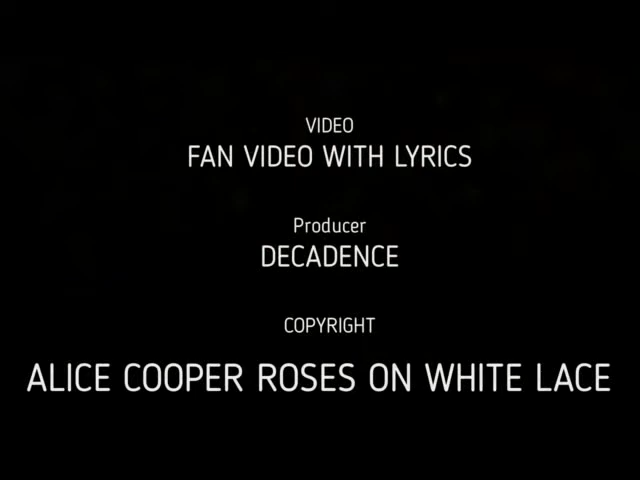 VIDEO
FAN VIDEO WITH LYRICS
Producer
DECADENCE
COPYRIGHT
ALICE COOPER ROSES ON WHITE LACE